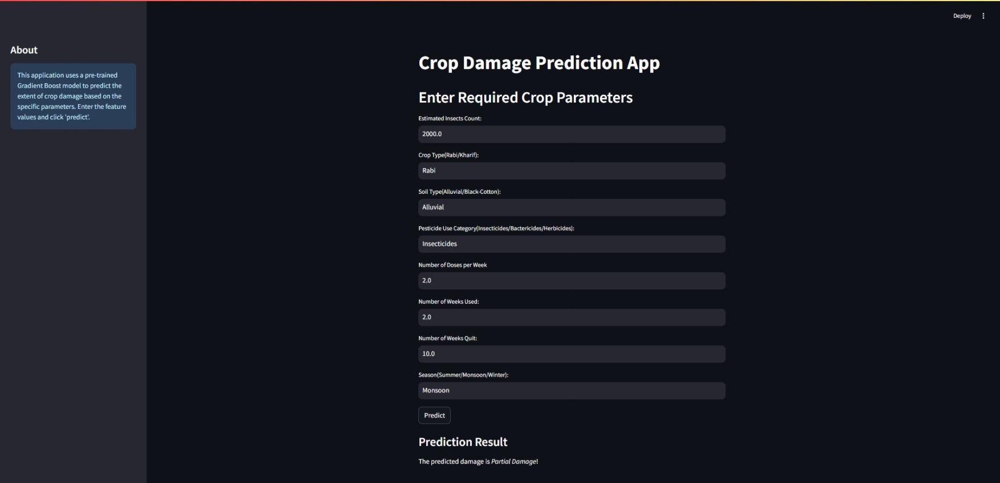 Deploy
About
This application uses a pre-trained
Gradient Boost model to predict the
extent of crop damage based on the
specific parameters. Enter the feature
values and click 'predict'.
Crop Damage Prediction App
Enter Required Crop Parameters
Estimated Insects Count:
2000.0
Crop Type(Rabi/Kharif):
Rabi
Soil Type(Alluvial/Black-Cotton):
Alluvial
Pesticide Use Category(Insecticides/Bactericides/Herbicides):
Insecticides
Number of Doses per Week
2.0
Number of Weeks Used:
2.0
Number of Weeks Quit:
10.0
Season(Summer/Monsoon/Winter):
Monsoon
Predict
Prediction Result
The predicted damage is Partial Damage!